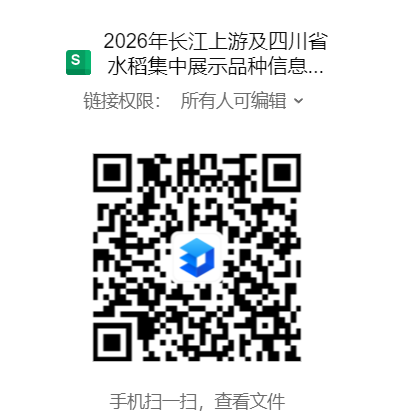 2026年长江上游及四川省
S
水稻集中展示品种信息...
链接权限： 所有人可编辑
手机扫一扫，查看文件